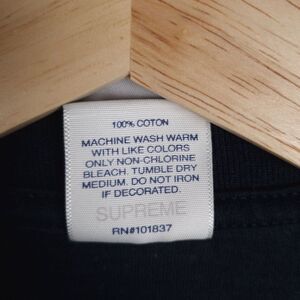 100% COTON
MACHINE WASH WARM
WITH LIKE COLORS
ONLY NON-CHLORINE
BLEACH. TUMBLE DRY
MEDIUM. DO NOT IRON
IF DECORATED.
SUPREME
RN#101837